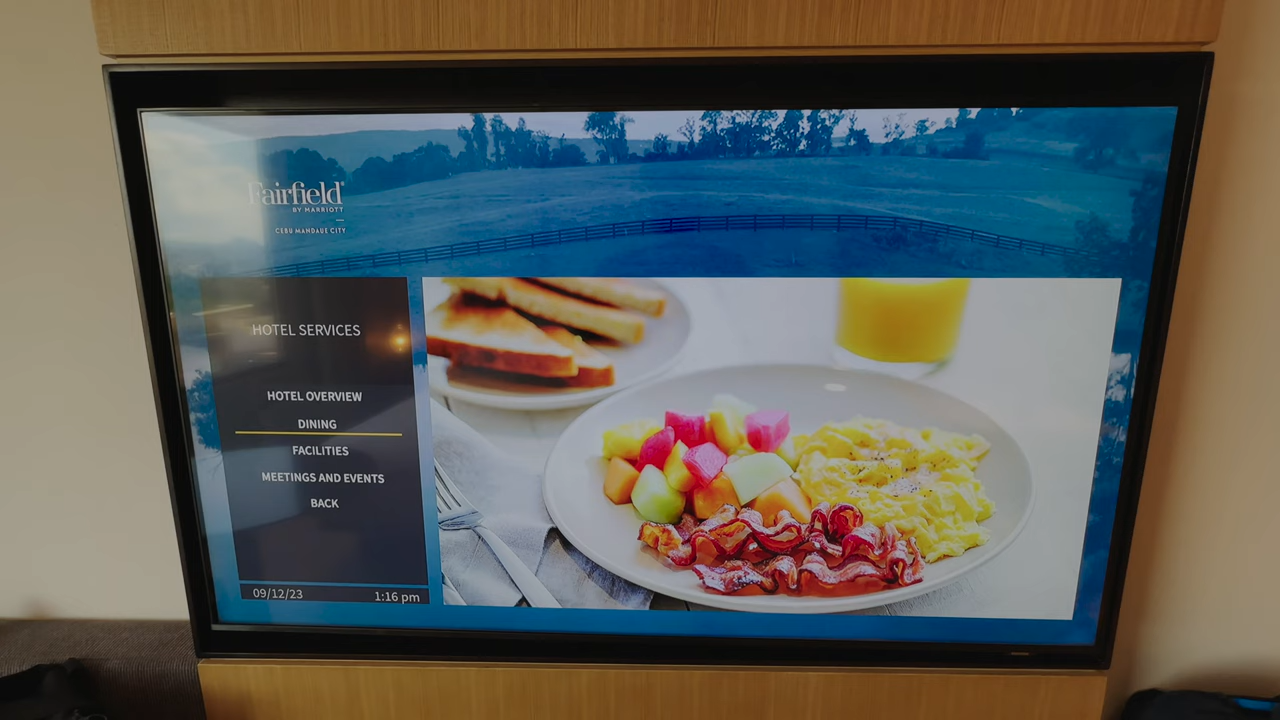 Fairfield
BY MARRIOTT
CEBU MANDAUE CITY
HOTEL SERVICES
HOTEL OVERVIEW
DINING
FACILITIES
MEETINGS AND EVENTS
BACK
09/12/23 1:16 pm